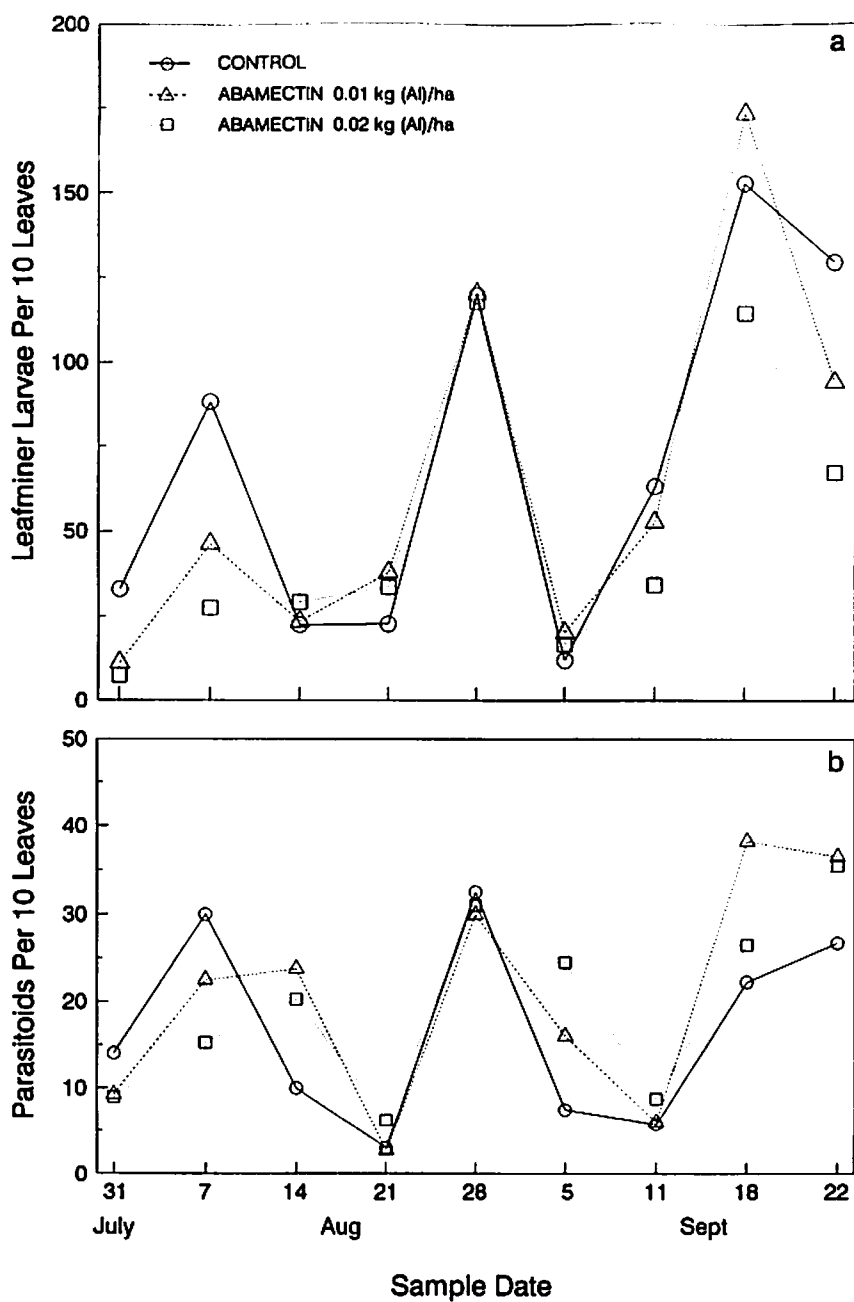 200
a
CONTROL
ABAMECTIN 0.01 kg (AI)/ha
ABAMECTIN 0.02 kg (AI)/ha
150
100
50
0
Leafminer Larvae Per 10 Leaves
50
b
40
30
20
10
0
Parasitoids Per 10 Leaves
31 7 14 21 28 5 11 18 22
July Aug Sept
Sample Date